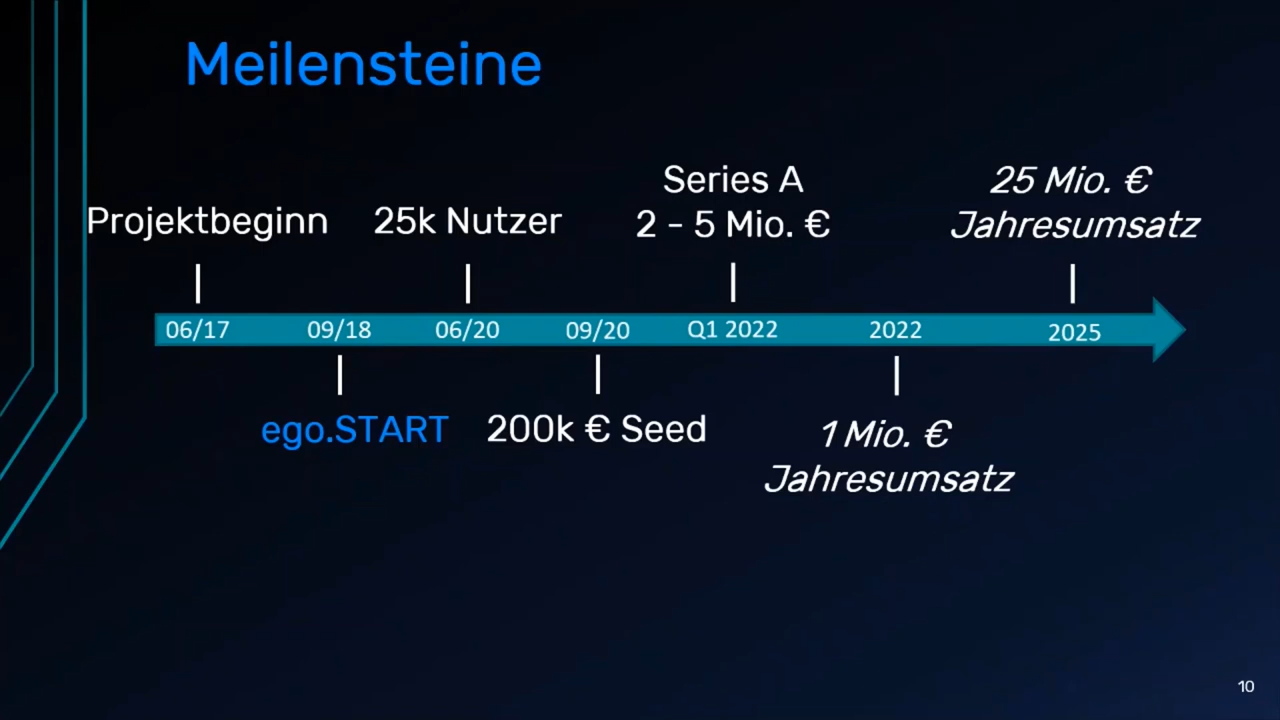 Meilensteine
Series A
25 Mio. €
Projektbeginn
25k Nutzer
2 - 5 Mio. €
Jahresumsatz
06/17
09/18
06/20
09/20
Q1 2022
2022
2025
ego.START
200k € Seed
1 Mio. €
Jahresumsatz
10